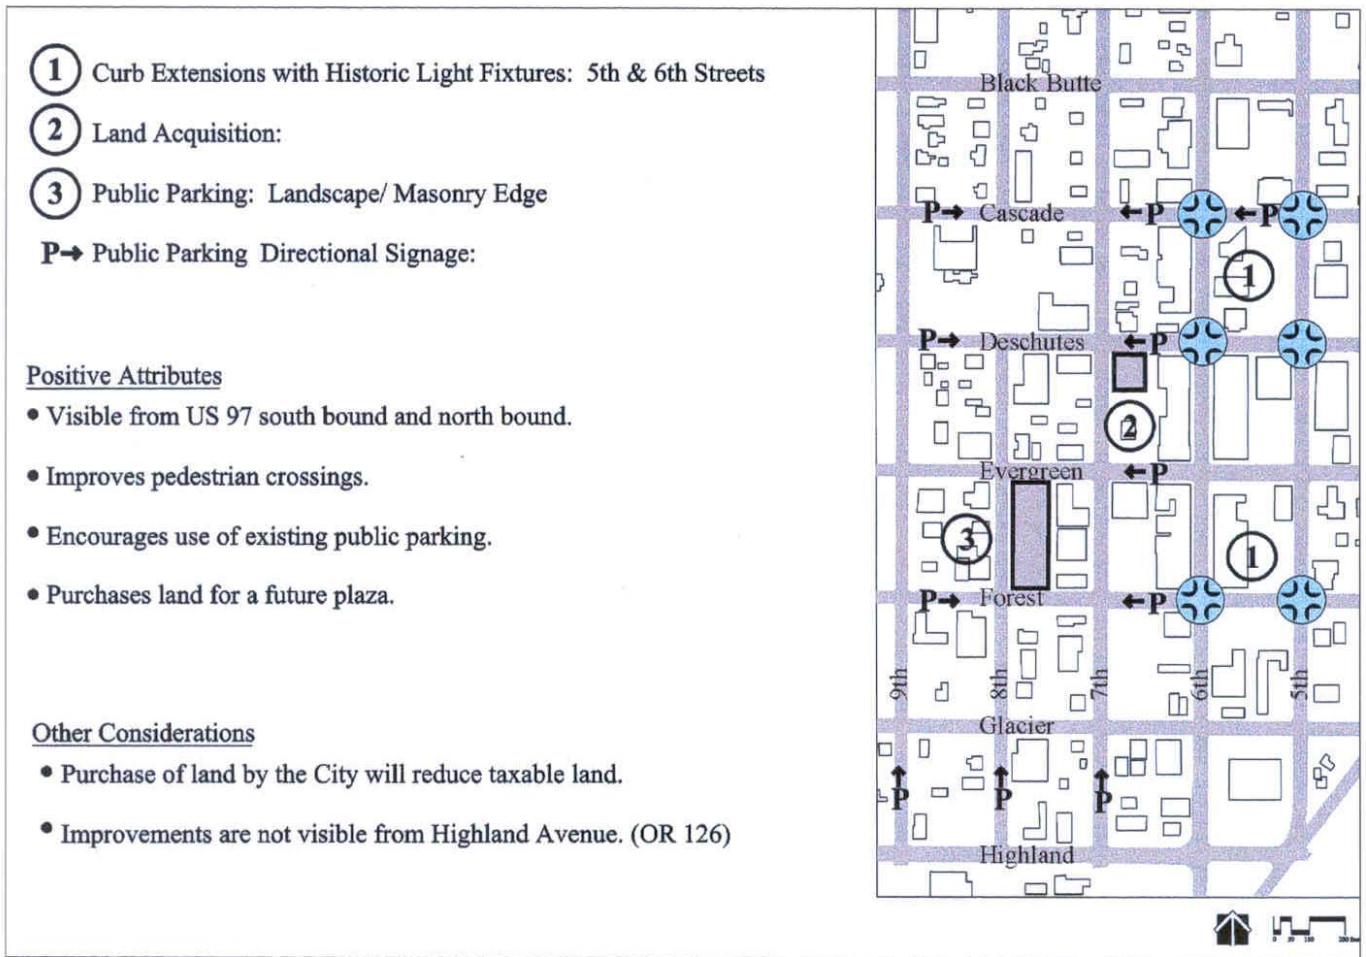 1 Curb Extensions with Historic Light Fixtures: 5th & 6th Streets
2 Land Acquisition:
3 Public Parking: Landscape/ Masonry Edge
P→ Public Parking Directional Signage:
Positive Attributes
• Visible from US 97 south bound and north bound.
• Improves pedestrian crossings.
• Encourages use of existing public parking.
• Purchases land for a future plaza.
Other Considerations
• Purchase of land by the City will reduce taxable land.
• Improvements are not visible from Highland Avenue. (OR 126)
Black Butte
P→ Cascade ←P ←P
1
P→ Deschutes ←P
2
Evergreen ←P
3 1
P→ Forest ←P
9th 8th 7th 6th 5th
Glacier
P P P
Highland